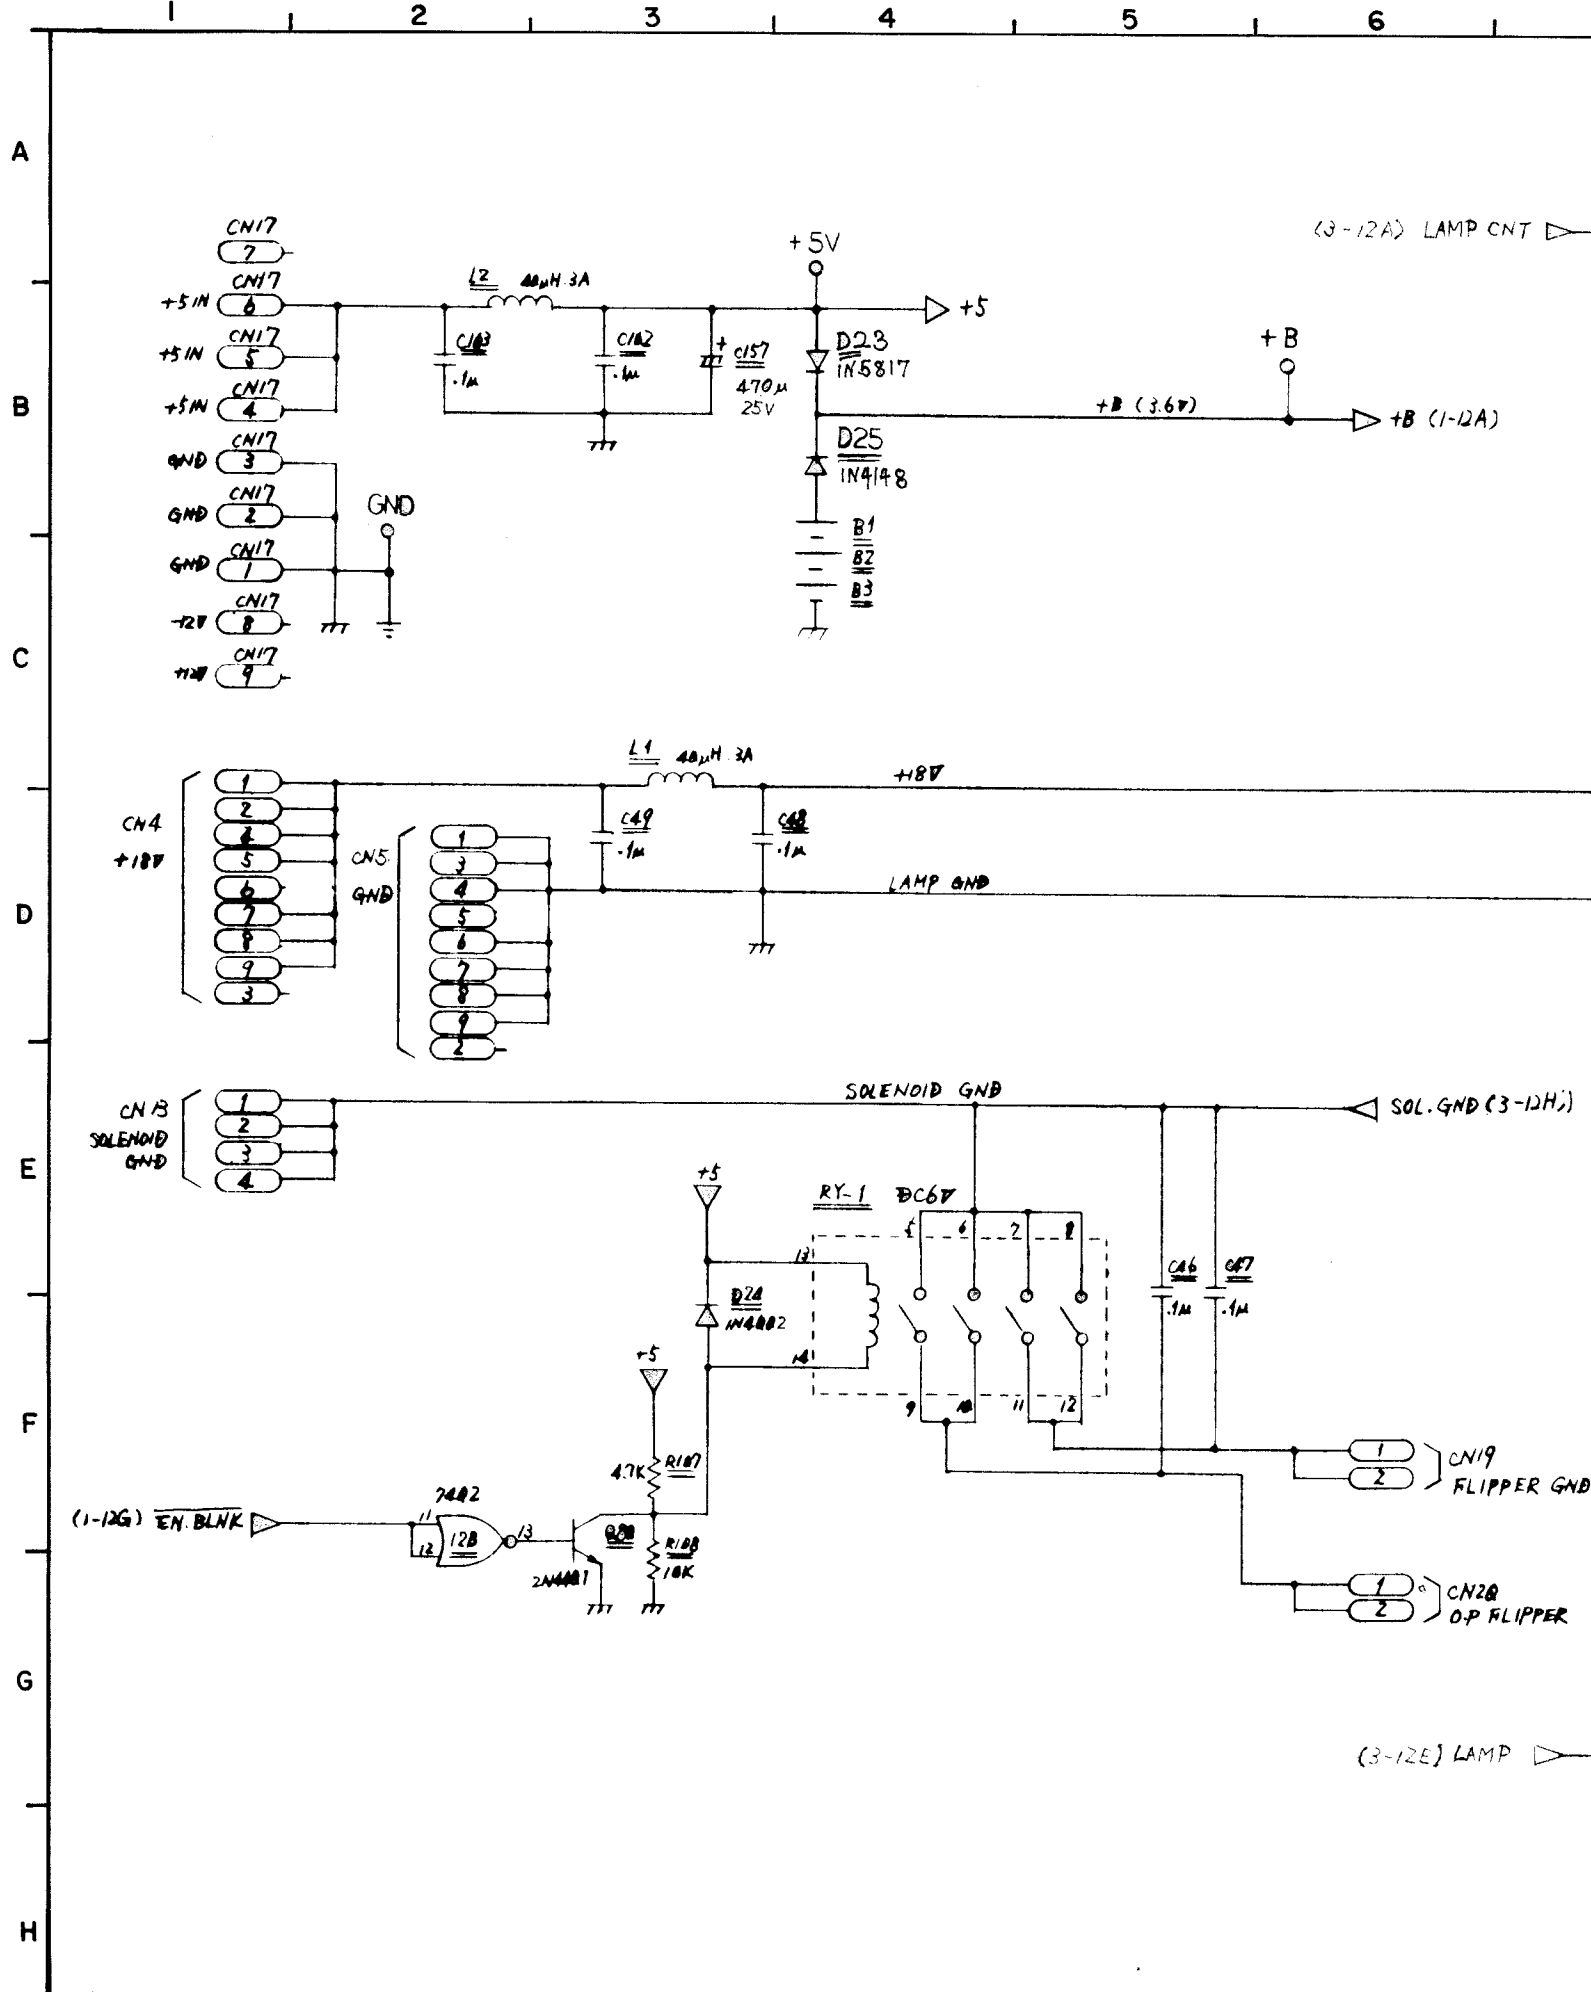 1 2 3 4 5 6
A
B
C
D
E
F
G
H
CN17
7
CN17
+5 IN 6
CN17
+5 IN 5
CN17
+5 IN 4
CN17
GND 3
CN17
GND 2
CN17
GND 1
CN17
-12V 8
CN17
+12V 9
GND
L2 40µH.3A
.1µ
C102
.1µ
+
C157
470µ
25V
+5V
+5
D23
1N5817
D25
1N4148
B1
B2
B3
+B (3.6V)
+B
+B (1-12A)
(3-12A) LAMP CNT
CN4
+18V
1
2
4
5
6
7
8
9
3
CN5
GND
1
3
4
5
6
7
8
9
2
L1 40µH.3A
C49
.1µ
C48
.1µ
+18V
LAMP GND
CN13
SOLENOID
GND
1
2
3
4
SOLENOID GND
SOL. GND (3-12H,)
+5
RY-1 DC6V
5 6 7 8
13
14
D24
1N4002
9 10 11 12
C46
.1µ
C47
.1µ
+5
4.7K R107
R108
10K
(1-12G) EN. BLNK
7402
11
12
12B
13
2N4401
1
2
CN19
FLIPPER GND
1
2
CN20
O.P FLIPPER
(3-12E) LAMP